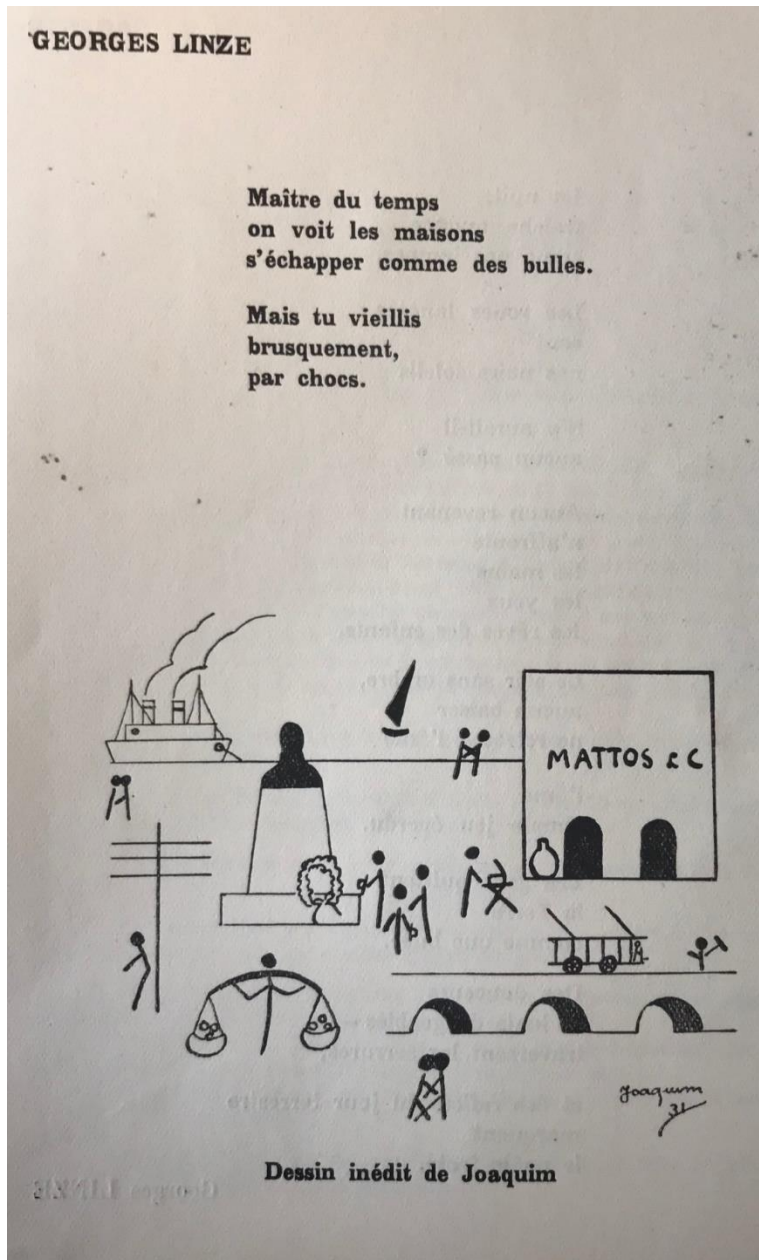 GEORGES LINZE
Maître du temps
on voit les maisons
s'échapper comme des bulles.
Mais tu vieillis
brusquement,
par chocs.
MATTOS & C
Joaquim
31
Dessin inédit de Joaquim